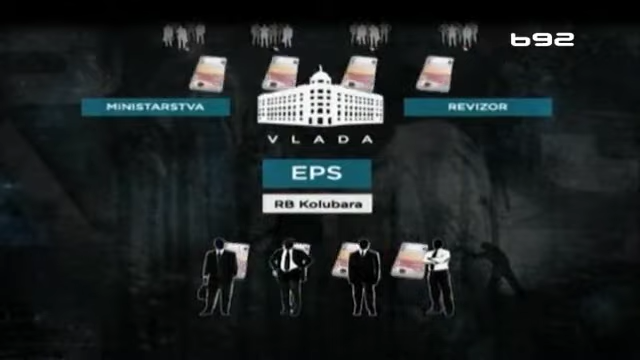 b92
MINISTARSTVA
REVIZOR
VLADA
EPS
RB Kolubara